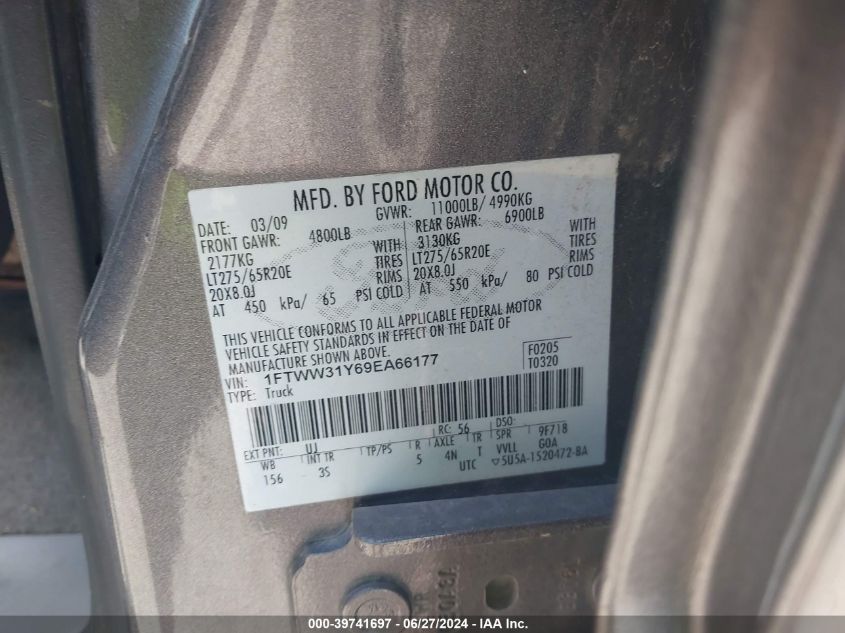 MFD. BY FORD MOTOR CO.
DATE: 03/09 GVWR: 11000LB/ 4990KG
FRONT GAWR: 4800LB REAR GAWR: 6900LB
2177KG WITH 3130KG WITH
LT275/65R20E TIRES LT275/65R20E TIRES
20X8.0J RIMS 20X8.0J RIMS
AT 450 kPa/ 65 PSI COLD AT 550 kPa/ 80 PSI COLD
Ford
THIS VEHICLE CONFORMS TO ALL APPLICABLE FEDERAL MOTOR
VEHICLE SAFETY STANDARDS IN EFFECT ON THE DATE OF
MANUFACTURE SHOWN ABOVE.
VIN: 1FTWW31Y69EA66177 F0205
TYPE: Truck T0320
EXT PNT: UJ RC: 56 DSO:
WB INT TR TP/PS R AXLE TR SPR 9F718
156 3S 5 4N T VVLL GOA
UTC ▽5U5A-1520472-BA
IAA - 39741697 - 06/27/2024 - IAAI.COM